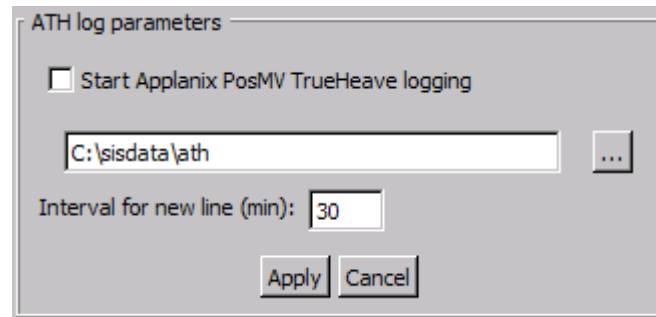 ATH log parameters
Start Applanix PosMV TrueHeave logging
C:\sisdata\ath ...
Interval for new line (min): 30
Apply Cancel